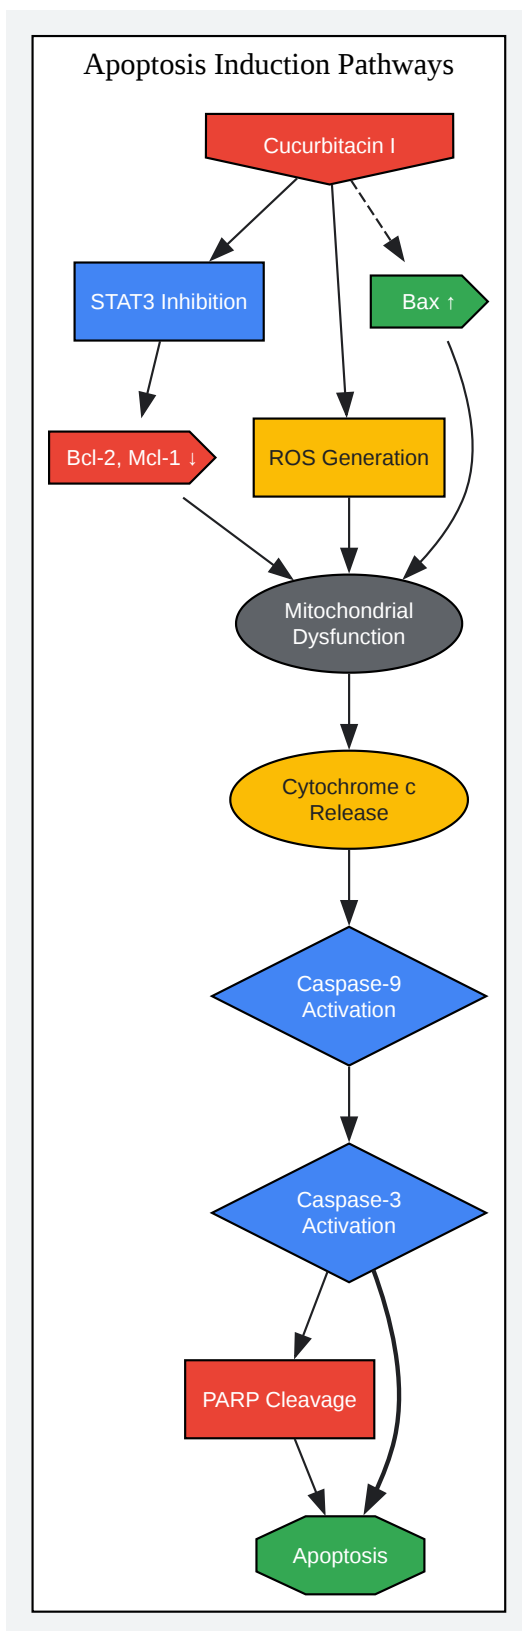 Apoptosis Induction Pathways
Cucurbitacin I
STAT3 Inhibition
Bax ↑
Bcl-2, Mcl-1 ↓
ROS Generation
Mitochondrial
Dysfunction
Cytochrome c
Release
Caspase-9
Activation
Caspase-3
Activation
PARP Cleavage
Apoptosis